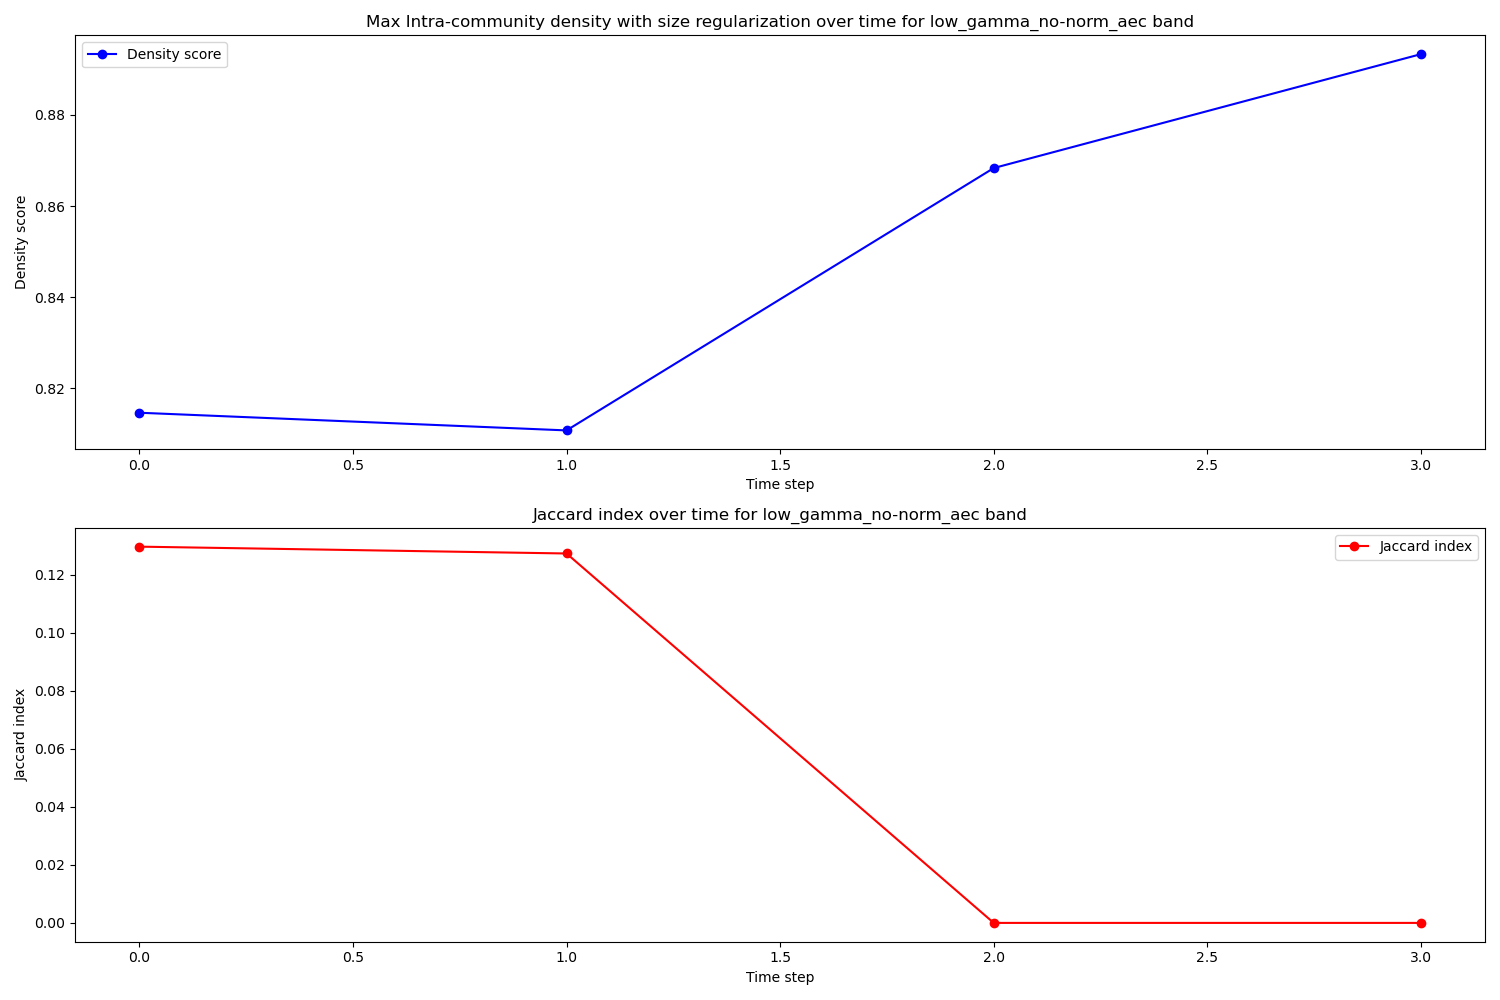 Max Intra-community density with size regularization over time for low_gamma_no-norm_aec band
Density score
Density score
0.88
0.86
0.84
0.82
0.0 0.5 1.0 1.5 2.0 2.5 3.0
Time step
Jaccard index over time for low_gamma_no-norm_aec band
Jaccard index
Jaccard index
0.12
0.10
0.08
0.06
0.04
0.02
0.00
0.0 0.5 1.0 1.5 2.0 2.5 3.0
Time step